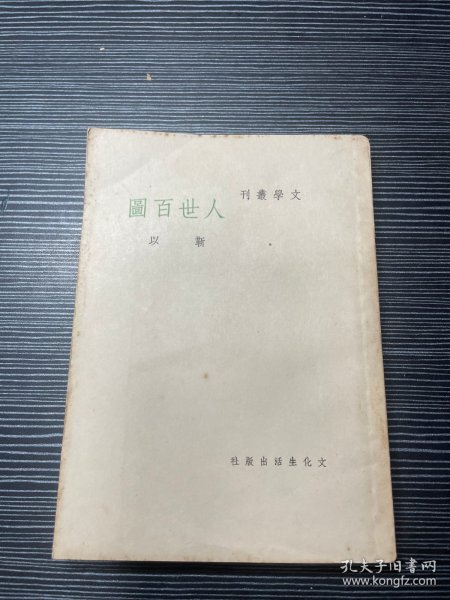 文學叢刊
人世百圖
靳以
文化生活出版社
孔夫子旧书网
www.kongfz.com